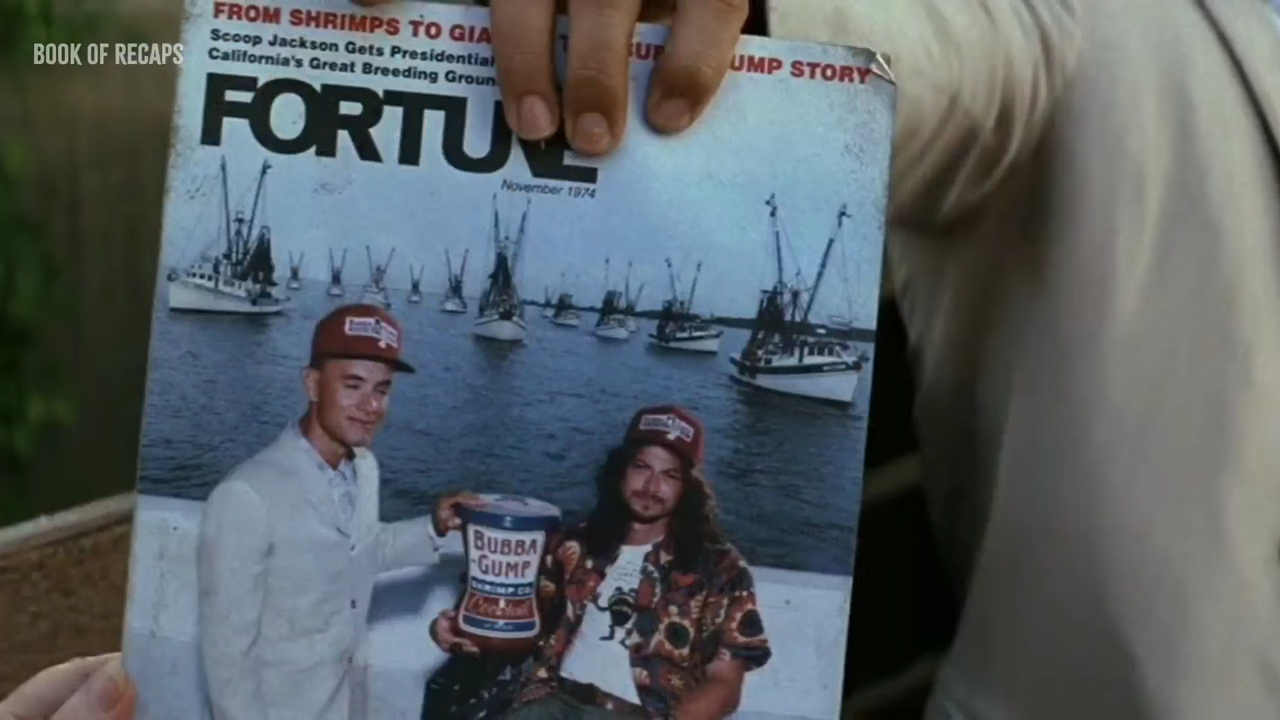 BOOK OF RECAPS
FROM SHRIMPS TO GIA
UMP STORY
Scoop Jackson Gets Presidential
California's Great Breeding Groun
FORTUNE
November 1974
BUBBA
-GUMP
SHRIMP CO.